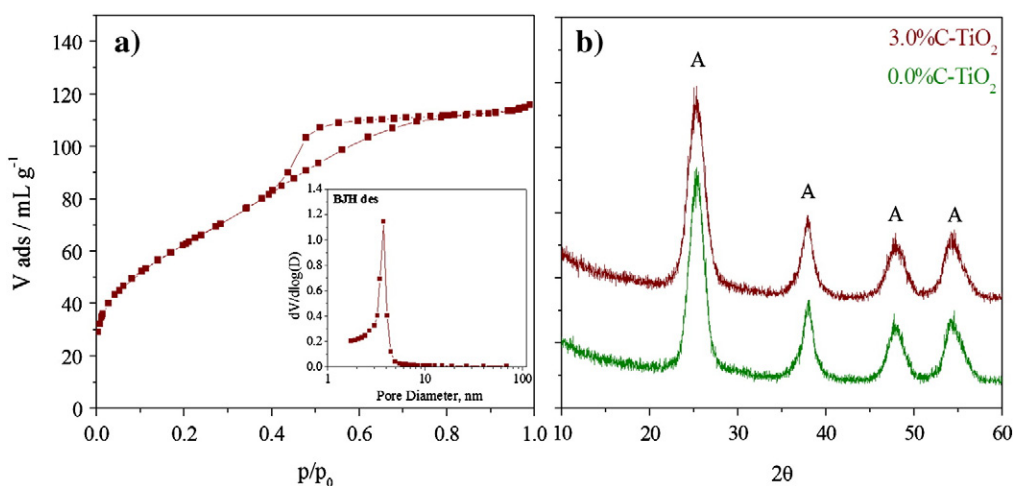 a)
V ads / mL g⁻¹
140
120
100
80
60
40
20
0
0.0 0.2 0.4 0.6 0.8 1.0
p/p₀
BJH des
dV/dlog(D)
1.4
1.2
1.0
0.8
0.6
0.4
0.2
0.0
1 10 100
Pore Diameter, nm
b)
3.0%C-TiO₂
0.0%C-TiO₂
A
A
A A
10 20 30 40 50 60
2θ